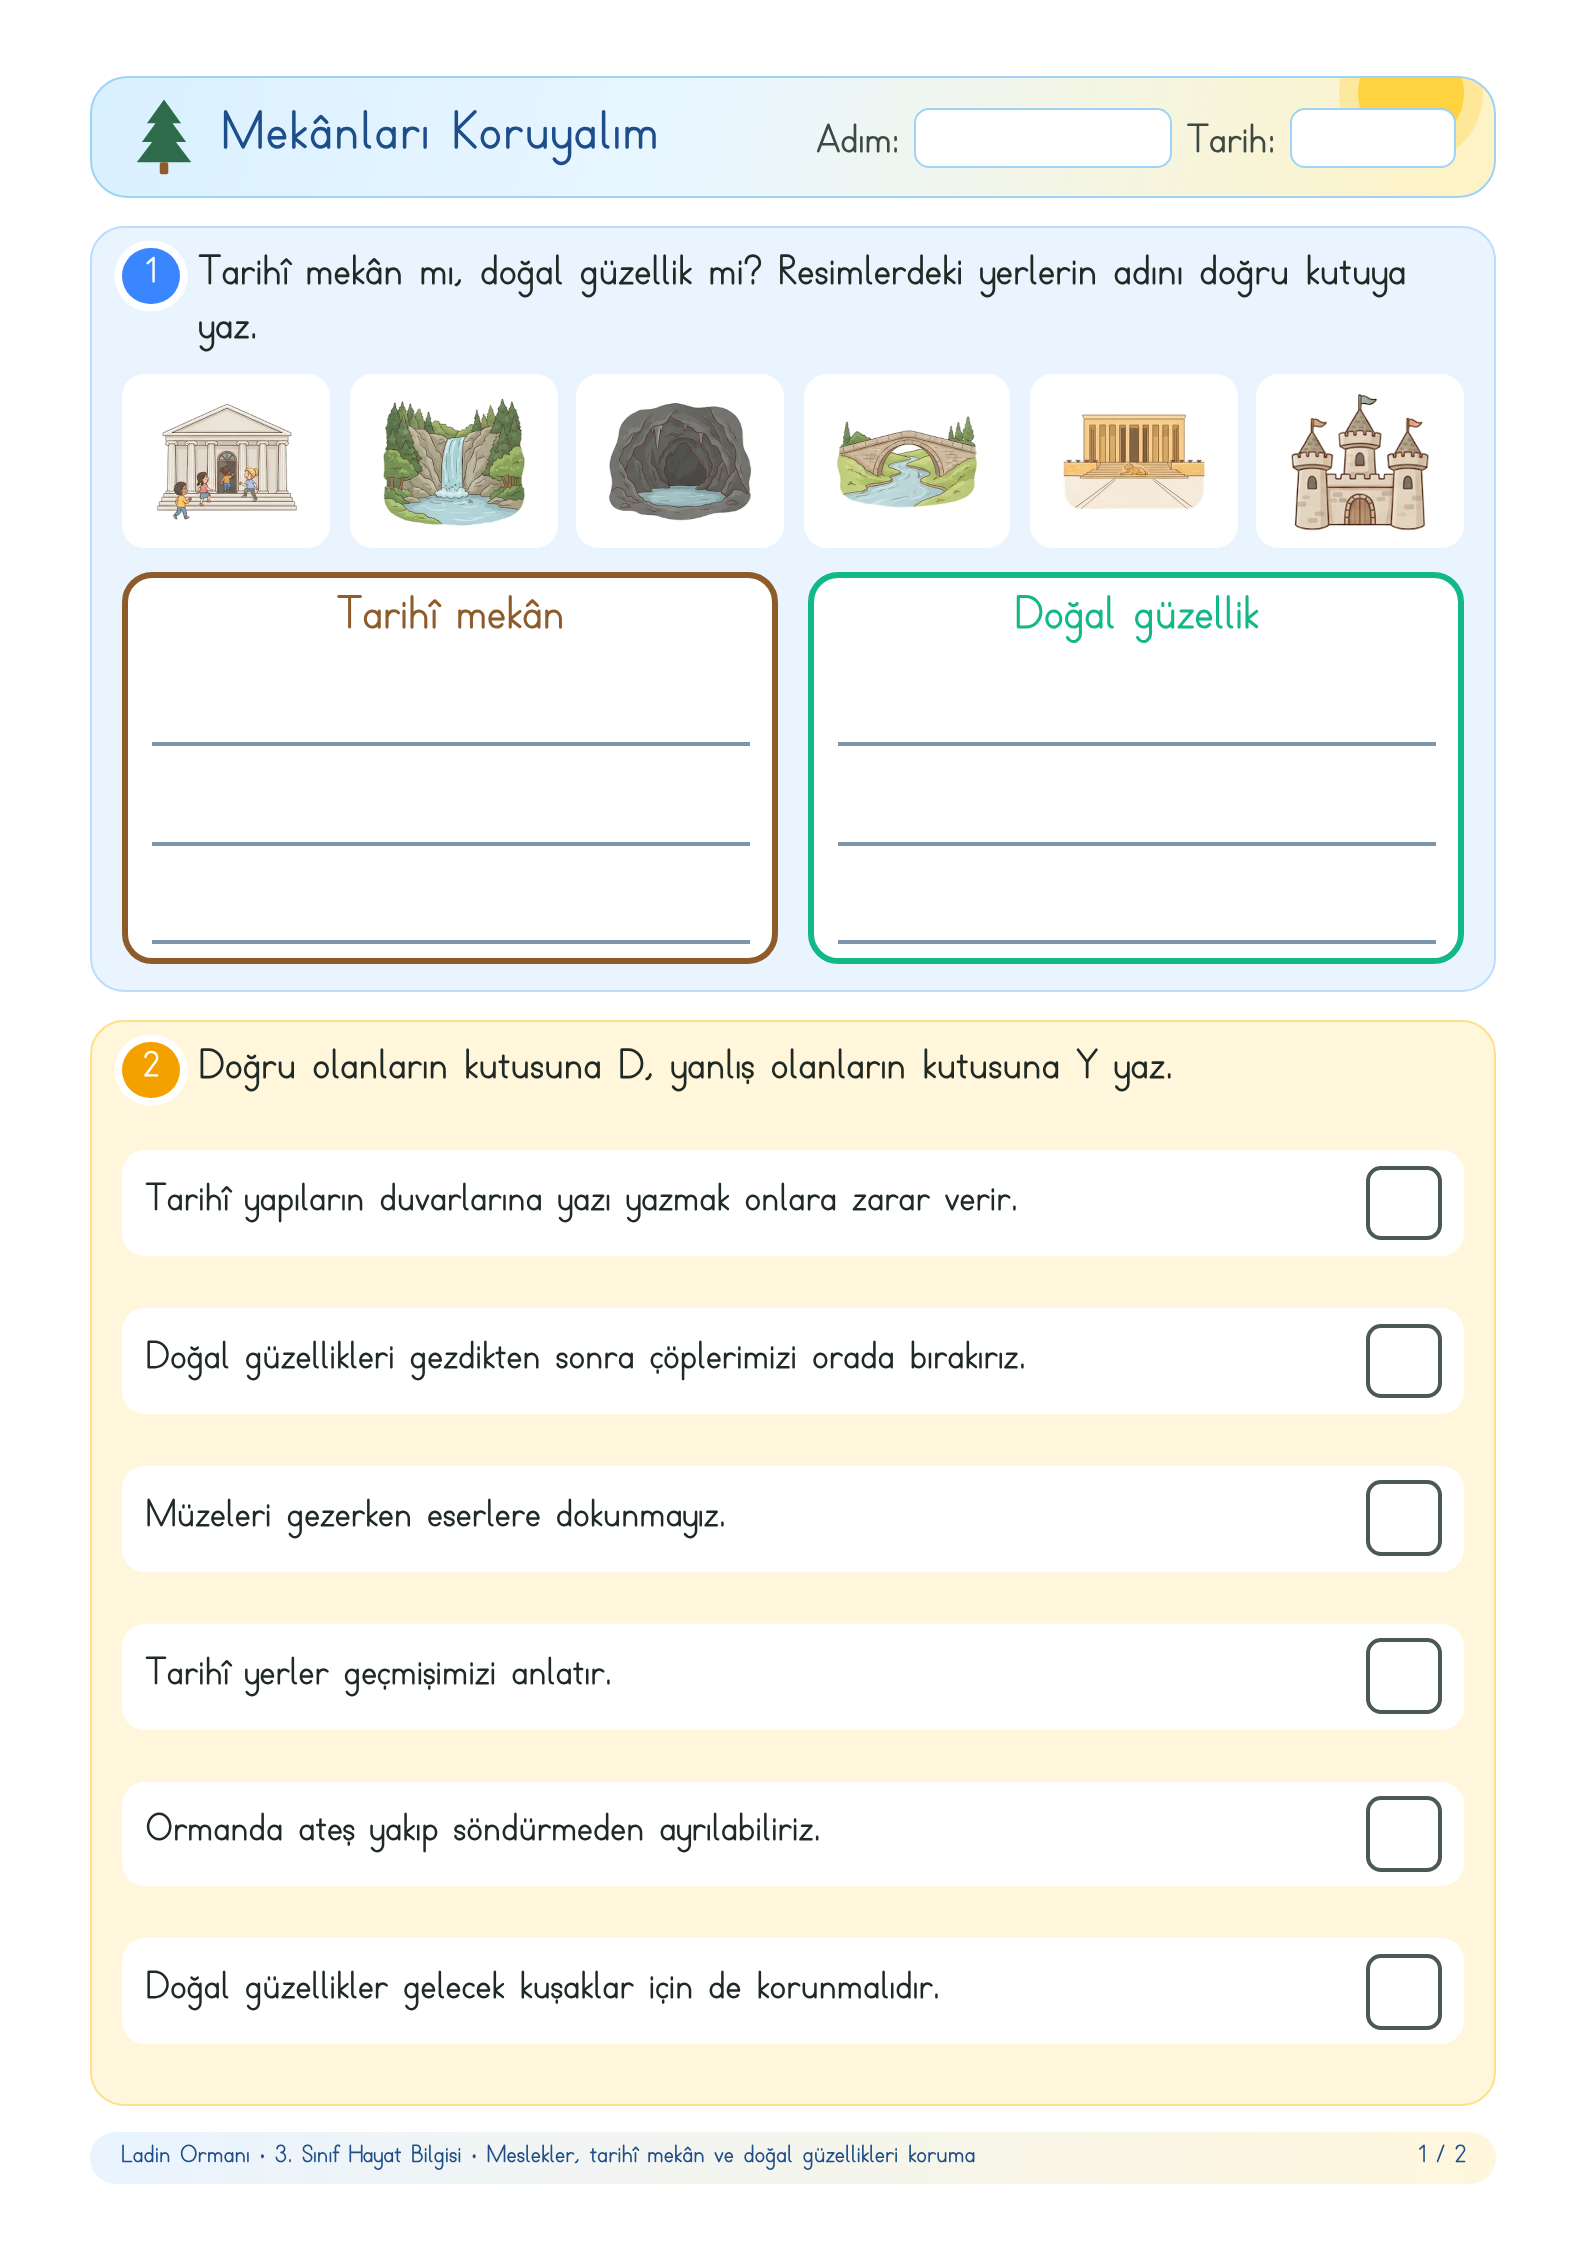 Mekânları Koruyalım
Adım:
Tarih:
1
Tarihî mekân mı, doğal güzellik mi? Resimlerdeki yerlerin adını doğru kutuya
yaz.
Tarihî mekân
Doğal güzellik
2
Doğru olanların kutusuna D, yanlış olanların kutusuna Y yaz.
Tarihî yapıların duvarlarına yazı yazmak onlara zarar verir.
Doğal güzellikleri gezdikten sonra çöplerimizi orada bırakırız.
Müzeleri gezerken eserlere dokunmayız.
Tarihî yerler geçmişimizi anlatır.
Ormanda ateş yakıp söndürmeden ayrılabiliriz.
Doğal güzellikler gelecek kuşaklar için de korunmalıdır.
Ladin Ormanı • 3. Sınıf Hayat Bilgisi • Meslekler, tarihî mekân ve doğal güzellikleri koruma
1 / 2